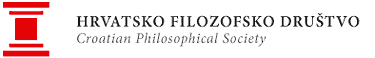 HRVATSKO FILOZOFSKO DRUŠTVO
Croatian Philosophical Society